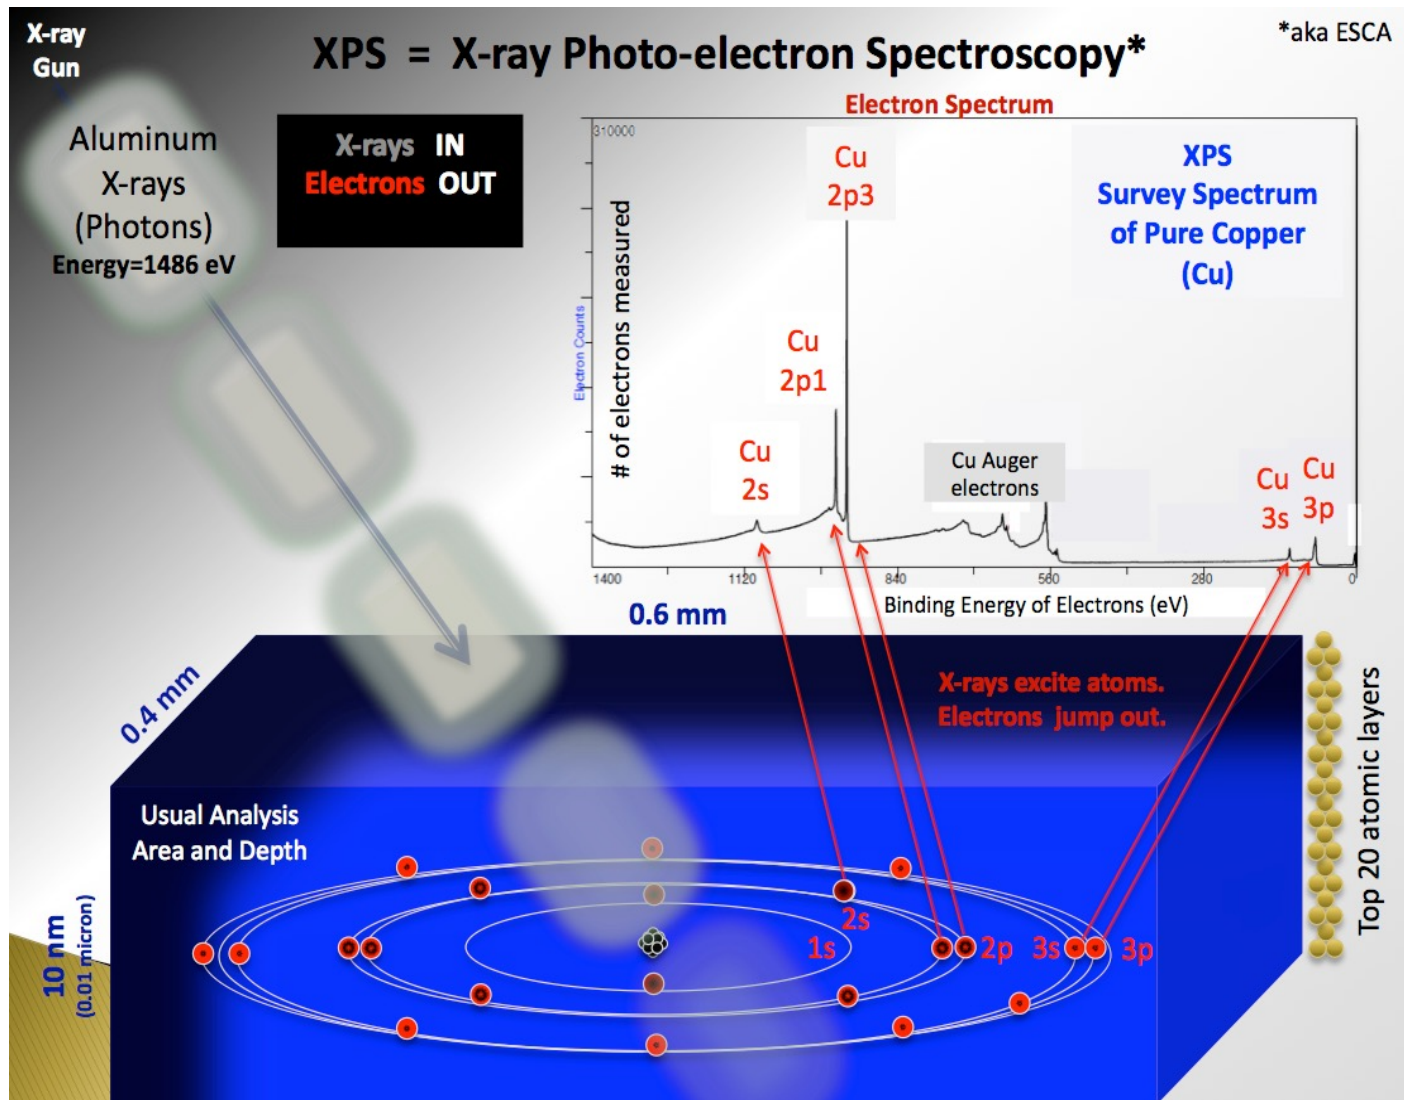 X-ray
Gun
XPS = X-ray Photo-electron Spectroscopy*
*aka ESCA
Aluminum
X-rays
(Photons)
Energy=1486 eV
X-rays IN
Electrons OUT
Electron Spectrum
310000
Cu
2p3
XPS
Survey Spectrum
of Pure Copper
(Cu)
# of electrons measured
Electron Counts
Cu
2p1
Cu
2s
Cu Auger
electrons
Cu
3s
Cu
3p
1400
1120
840
560
280
0
Binding Energy of Electrons (eV)
0.6 mm
0.4 mm
X-rays excite atoms.
Electrons jump out.
Top 20 atomic layers
Usual Analysis
Area and Depth
10 nm
(0.01 micron)
2s
1s
2p
3s
3p